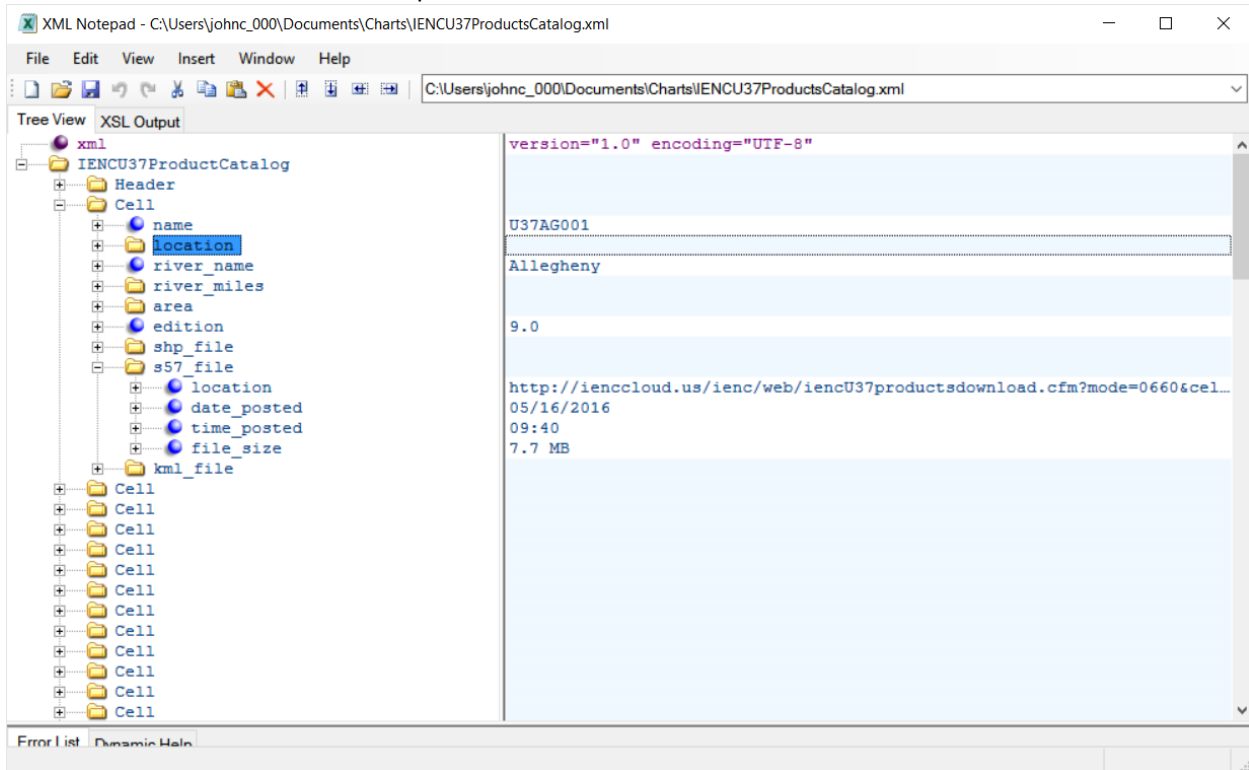 XML Notepad - C:\Users\johnc_000\Documents\Charts\IENCU37ProductsCatalog.xml
File Edit View Insert Window Help
C:\Users\johnc_000\Documents\Charts\IENCU37ProductsCatalog.xml
Tree View XSL Output
xml version="1.0" encoding="UTF-8"
IENCU37ProductCatalog
Header
Cell
name U37AG001
location
river_name Allegheny
river_miles
area
edition 9.0
shp_file
s57_file
location http://ienccloud.us/ienc/web/iencU37productsdownload.cfm?mode=0660&cel...
date_posted 05/16/2016
time_posted 09:40
file_size 7.7 MB
kml_file
Cell
Cell
Cell
Cell
Cell
Cell
Cell
Cell
Cell
Cell
Cell
Cell
Error List Dynamic Help